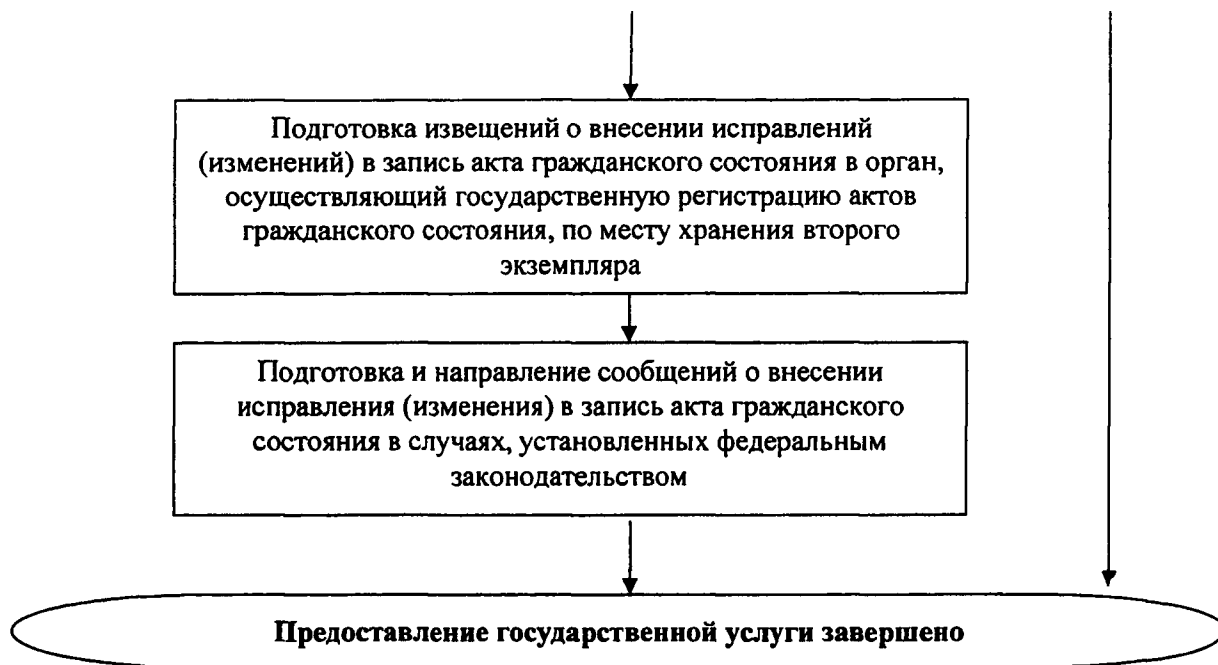 Подготовка извещений о внесении исправлений
(изменений) в запись акта гражданского состояния в орган,
осуществляющий государственную регистрацию актов
гражданского состояния, по месту хранения второго
экземпляра
Подготовка и направление сообщений о внесении
исправления (изменения) в запись акта гражданского
состояния в случаях, установленных федеральным
законодательством
Предоставление государственной услуги завершено